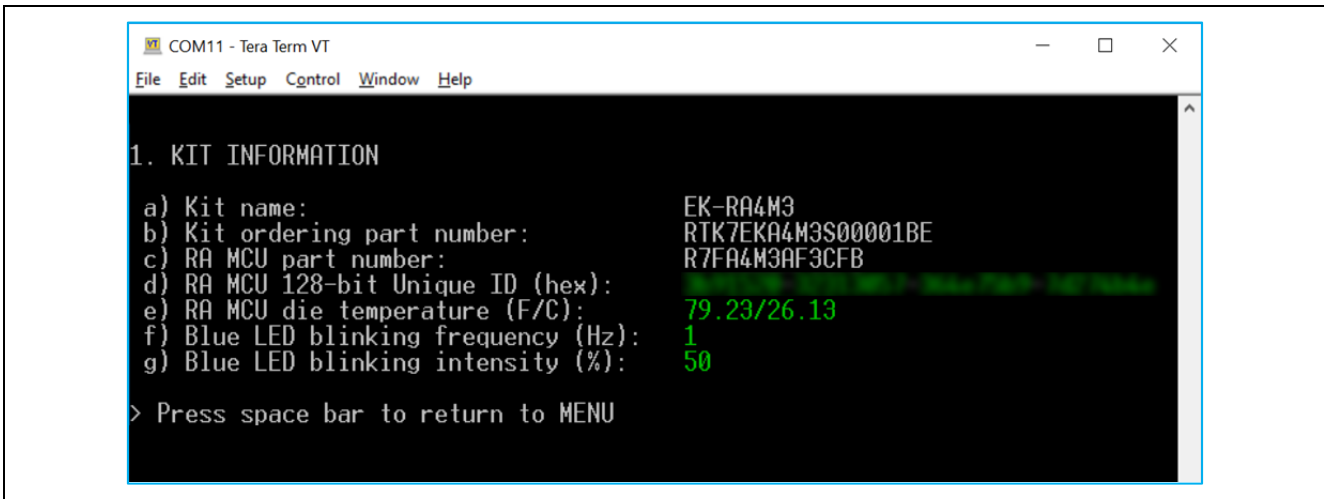 COM11 - Tera Term VT
File Edit Setup Control Window Help
1. KIT INFORMATION
a) Kit name: EK-RA4M3
b) Kit ordering part number: RTK7EKA4M3S00001BE
c) RA MCU part number: R7FA4M3AF3CFB
d) RA MCU 128-bit Unique ID (hex):
e) RA MCU die temperature (F/C): 79.23/26.13
f) Blue LED blinking frequency (Hz): 1
g) Blue LED blinking intensity (%): 50
> Press space bar to return to MENU